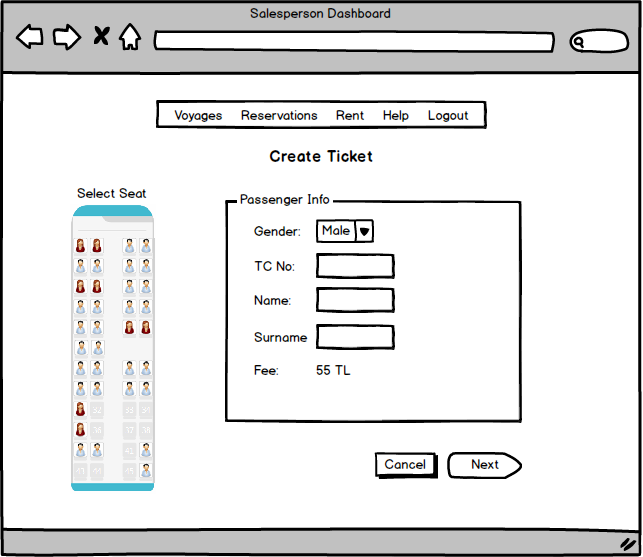 Salesperson Dashboard
Voyages Reservations Rent Help Logout
Create Ticket
Select Seat
Passenger Info
Gender: Male
TC No:
Name:
Surname
Fee: 55 TL
Cancel Next